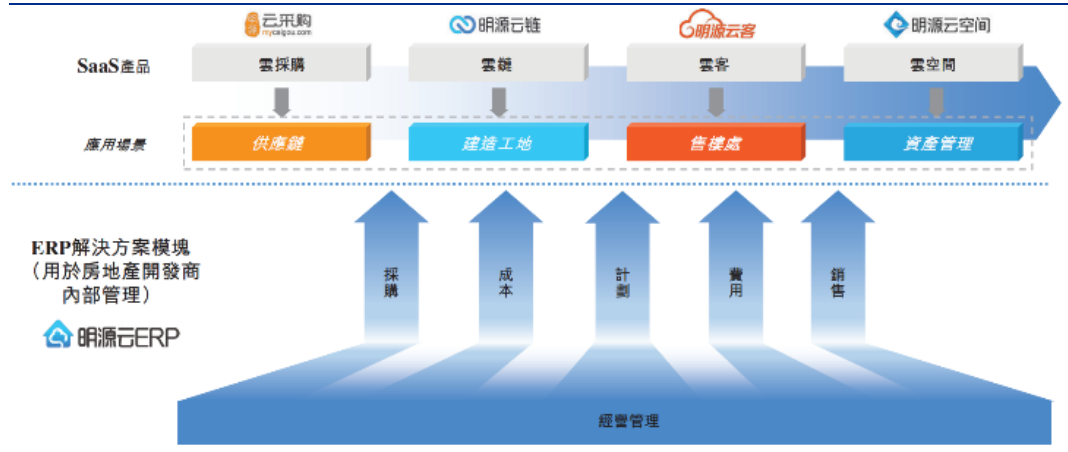 云采购
mycaigou.com
明源云链
明源云客
明源云空间
SaaS產品
雲採購
雲鏈
雲客
雲空間
應用場景
供應鏈
建造工地
售樓處
資產管理
ERP解決方案模塊
（用於房地產開發商
內部管理）
明源云ERP
採購
成本
計劃
費用
銷售
經營管理